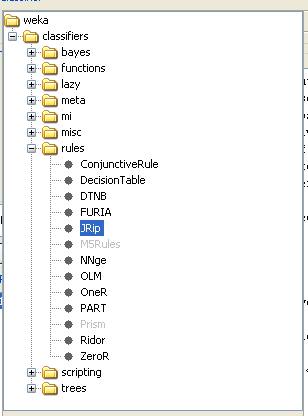 weka
classifiers
bayes
functions
lazy
meta
mi
misc
rules
ConjunctiveRule
DecisionTable
DTNB
FURIA
JRip
M5Rules
NNge
OLM
OneR
PART
Prism
Ridor
ZeroR
scripting
trees